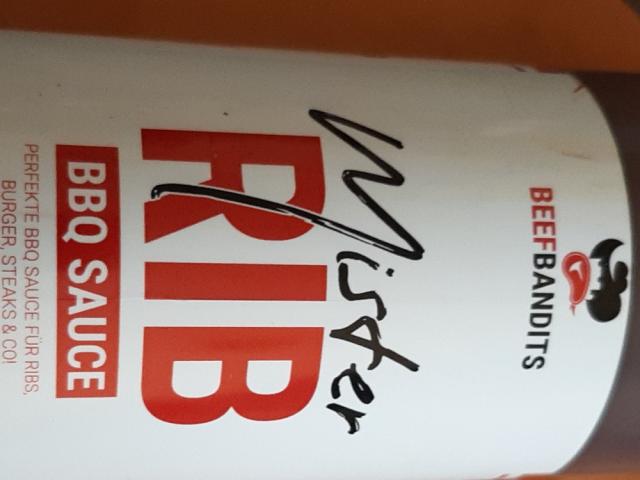 BEEFBANDITS
Mister
RIB
BBQ SAUCE
PERFEKTE BBQ SAUCE FÜR RIBS,
BURGER, STEAKS & CO!